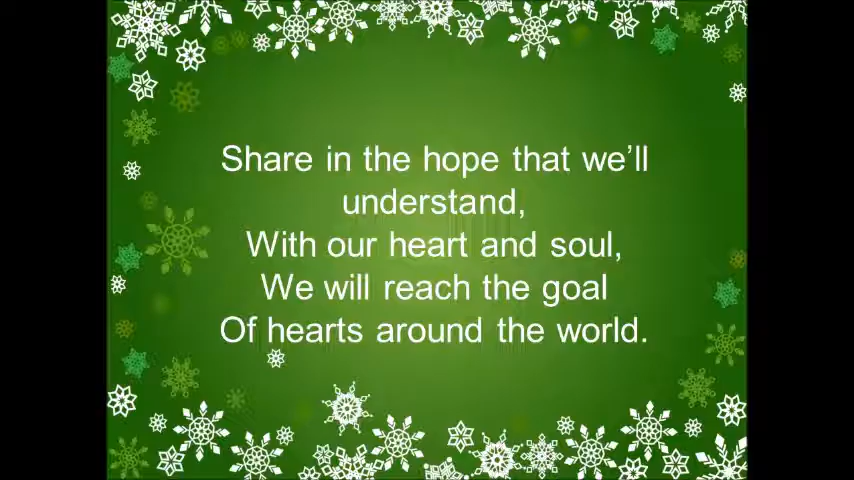 Share in the hope that we’ll
understand,
With our heart and soul,
We will reach the goal
Of hearts around the world.